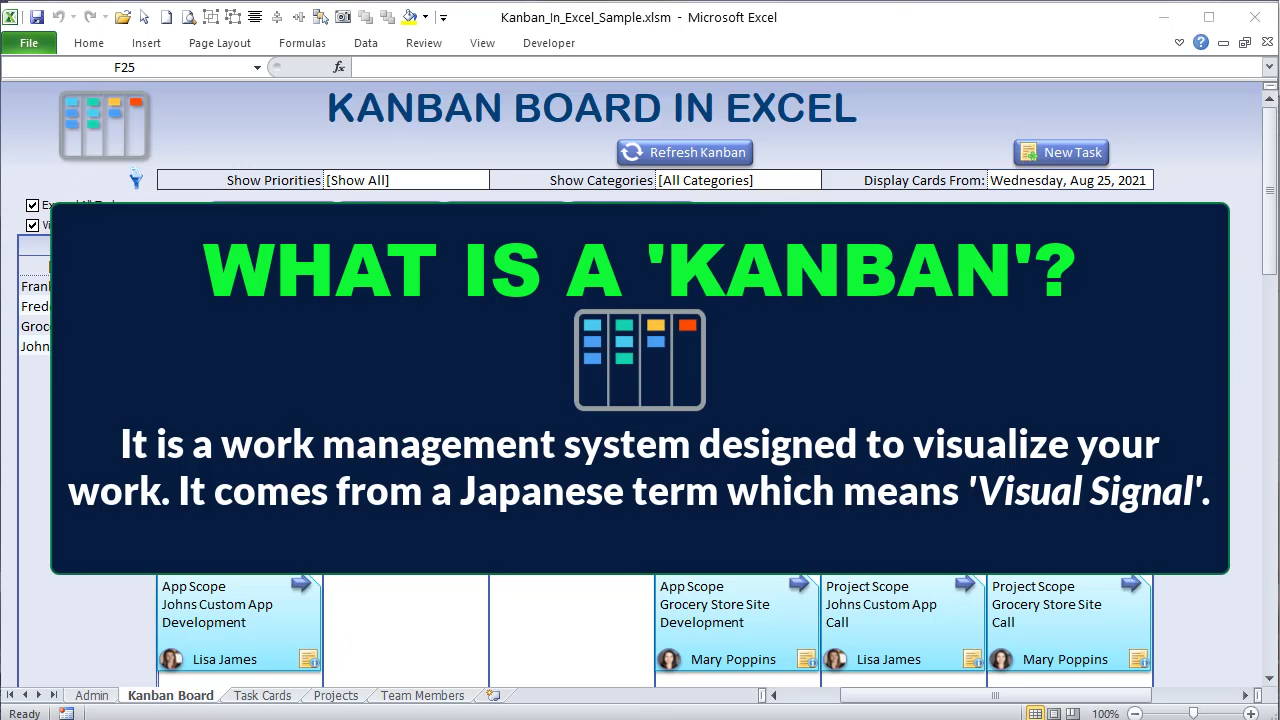 Kanban_In_Excel_Sample.xlsm - Microsoft Excel
File Home Insert Page Layout Formulas Data Review View Developer
F25 fx
KANBAN BOARD IN EXCEL
Refresh Kanban New Task
Show Priorities [Show All] Show Categories [All Categories] Display Cards From: Wednesday, Aug 25, 2021
WHAT IS A 'KANBAN'?
It is a work management system designed to visualize your
work. It comes from a Japanese term which means 'Visual Signal'.
App Scope App Scope Project Scope Project Scope
Johns Custom App Grocery Store Site Johns Custom App Grocery Store Site
Development Development Call Call
Lisa James Mary Poppins Lisa James Mary Poppins
Admin Kanban Board Task Cards Projects Team Members
Ready 100%